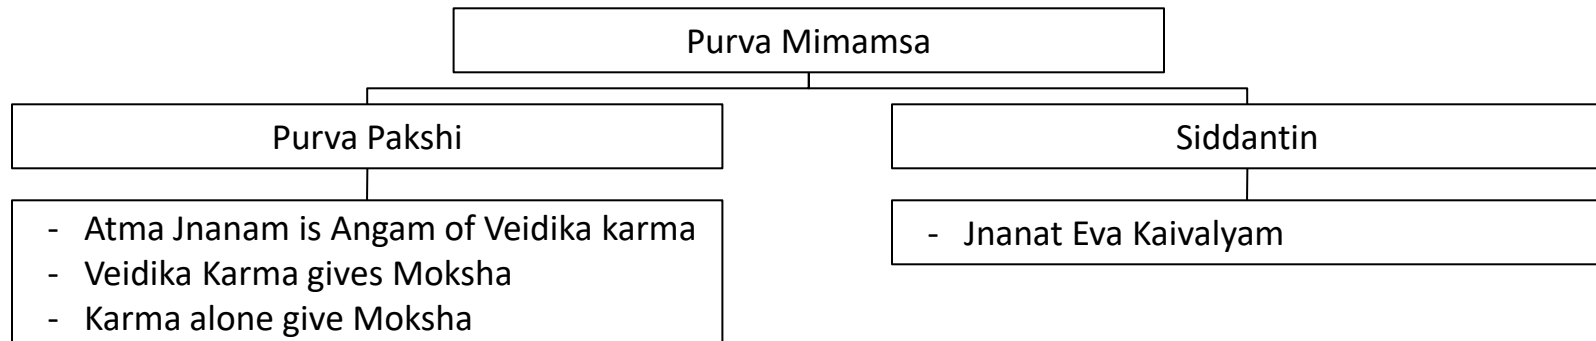 Purva Mimamsa
Purva Pakshi
Siddantin
- Atma Jnanam is Angam of Veidika karma
- Veidika Karma gives Moksha
- Karma alone give Moksha
- Jnanat Eva Kaivalyam